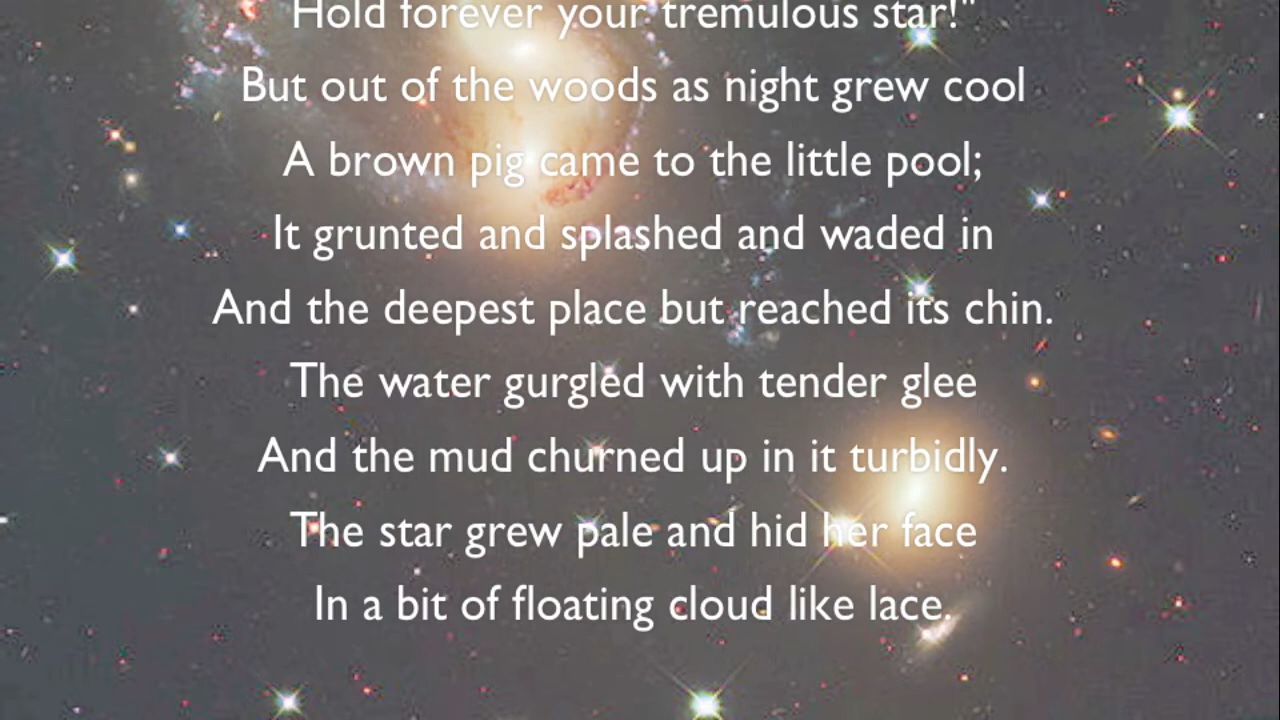 Hold forever your tremulous star!"
But out of the woods as night grew cool
A brown pig came to the little pool;
It grunted and splashed and waded in
And the deepest place but reached its chin.
The water gurgled with tender glee
And the mud churned up in it turbidly.
The star grew pale and hid her face
In a bit of floating cloud like lace.